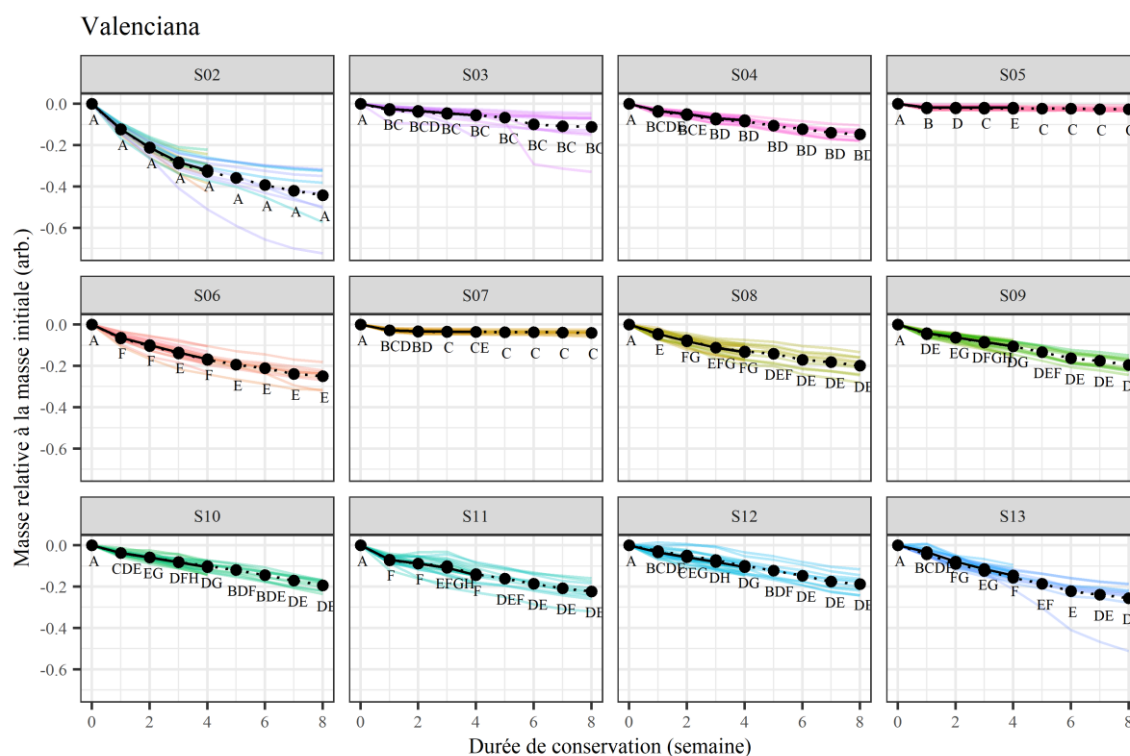 Valenciana
S02 S03 S04 S05
0.0
-0.2
-0.4
-0.6
A A A A A A A A A
A BC BCD BC BC BC BC BC BC
A BCDE BCE BD BD BD BD BD BD
A B D C E C C C
S06 S07 S08 S09
0.0
-0.2
-0.4
-0.6
A F F E F E E E E
A BCD BD C CE C C C C
A E FG EFG FG DEF DE DE DE
A DE EG DFGH DG DEF DE DE
S10 S11 S12 S13
0.0
-0.2
-0.4
-0.6
A CDE EG DFH DG BDF BDE DE DE
A F F EFGH F DEF DE DE DE
A BCDE CEG DH DG DF DE DE DE
A FG EG F EF E DE
0 2 4 6 8 0 2 4 6 8 0 2 4 6 8 0 2 4 6 8
Durée de conservation (semaine)
Masse relative à la masse initiale (arb.)